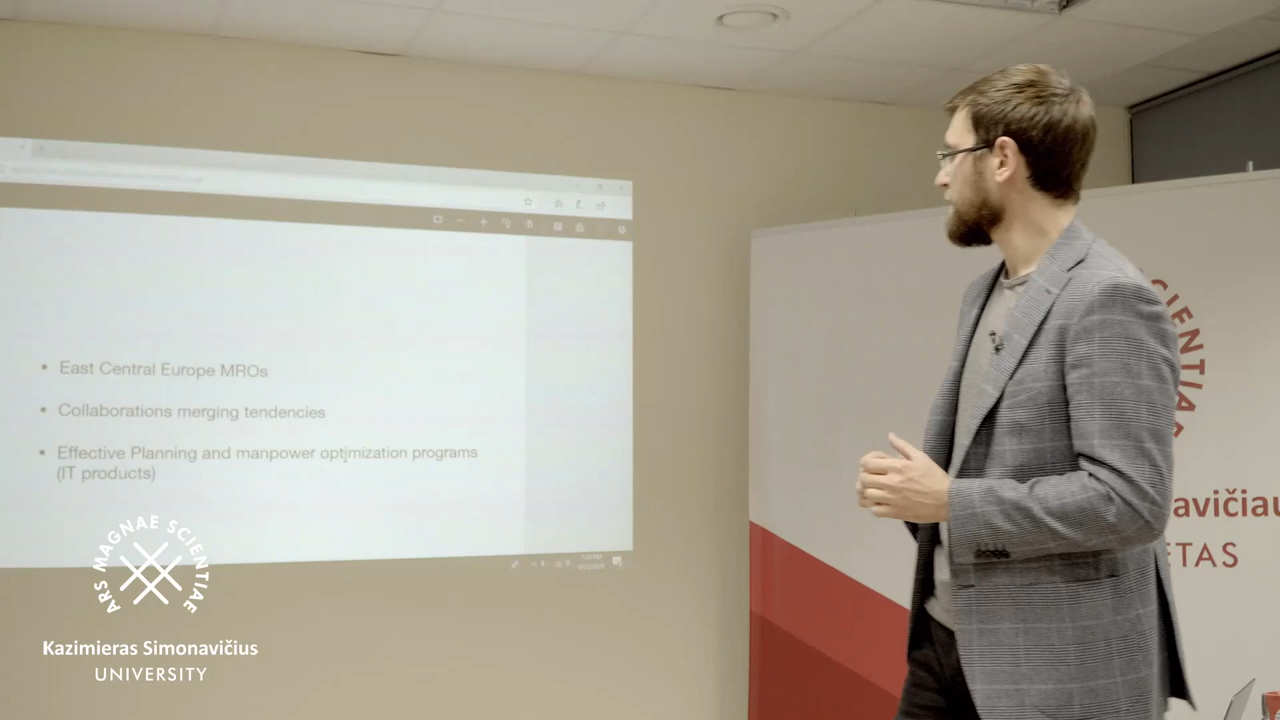 • East Central Europe MROs
• Collaborations merging tendencies
• Effective Planning and manpower optimization programs
(IT products)
ARS MAGNAE SCIENTIAE
Kazimieras Simonavičius
UNIVERSITY
CIENTIAE
avičiau
ETAS